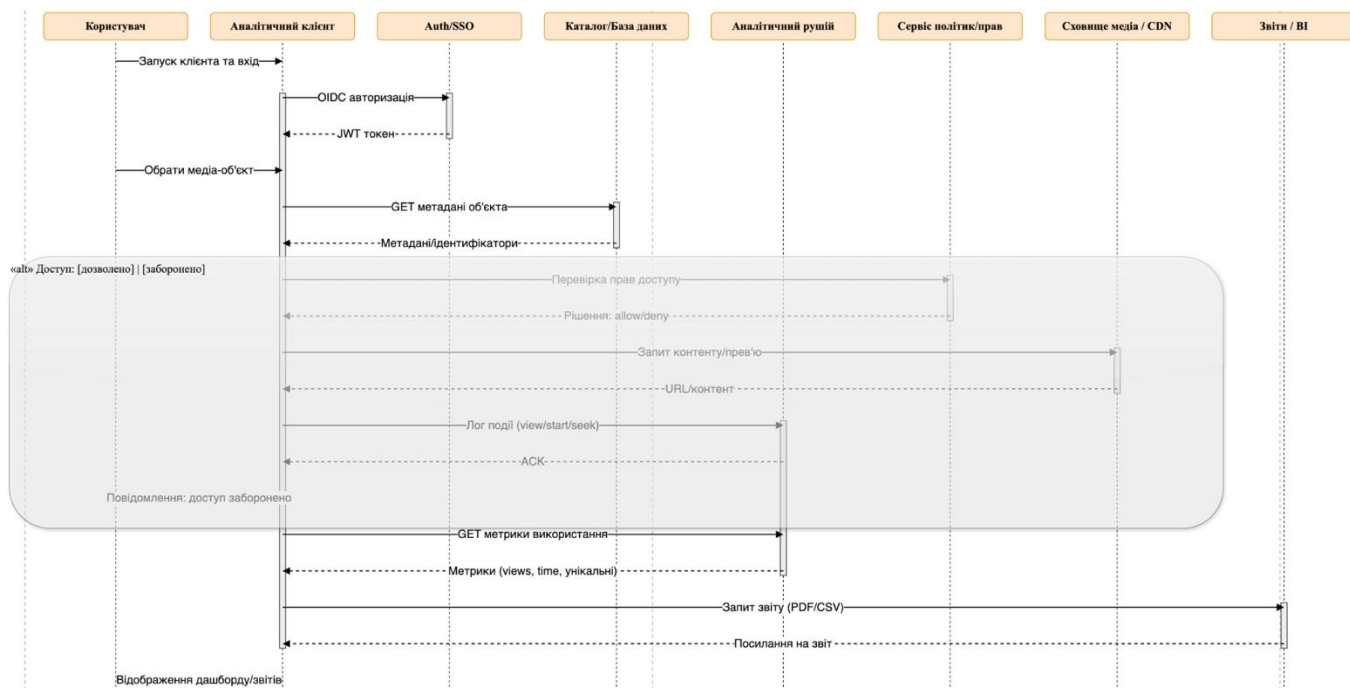 Користувач
Аналітичний клієнт
Auth/SSO
Каталог/База даних
Аналітичний рушій
Сервіс політик/прав
Сховище медіа / CDN
Звіти / BI
Запуск клієнта та вхід
OIDC авторизація
JWT токен
Обрати медіа-об'єкт
GET метадані об'єкта
Метадані/ідентифікатори
«alt» Доступ: [дозволено] | [заборонено]
Перевірка прав доступу
Рішення: allow/deny
Запит контенту/прев'ю
URL/контент
Лог події (view/start/seek)
ACK
Повідомлення: доступ заборонено
GET метрики використання
Метрики (views, time, унікальні)
Запит звіту (PDF/CSV)
Посилання на звіт
Відображення дашборду/звітів